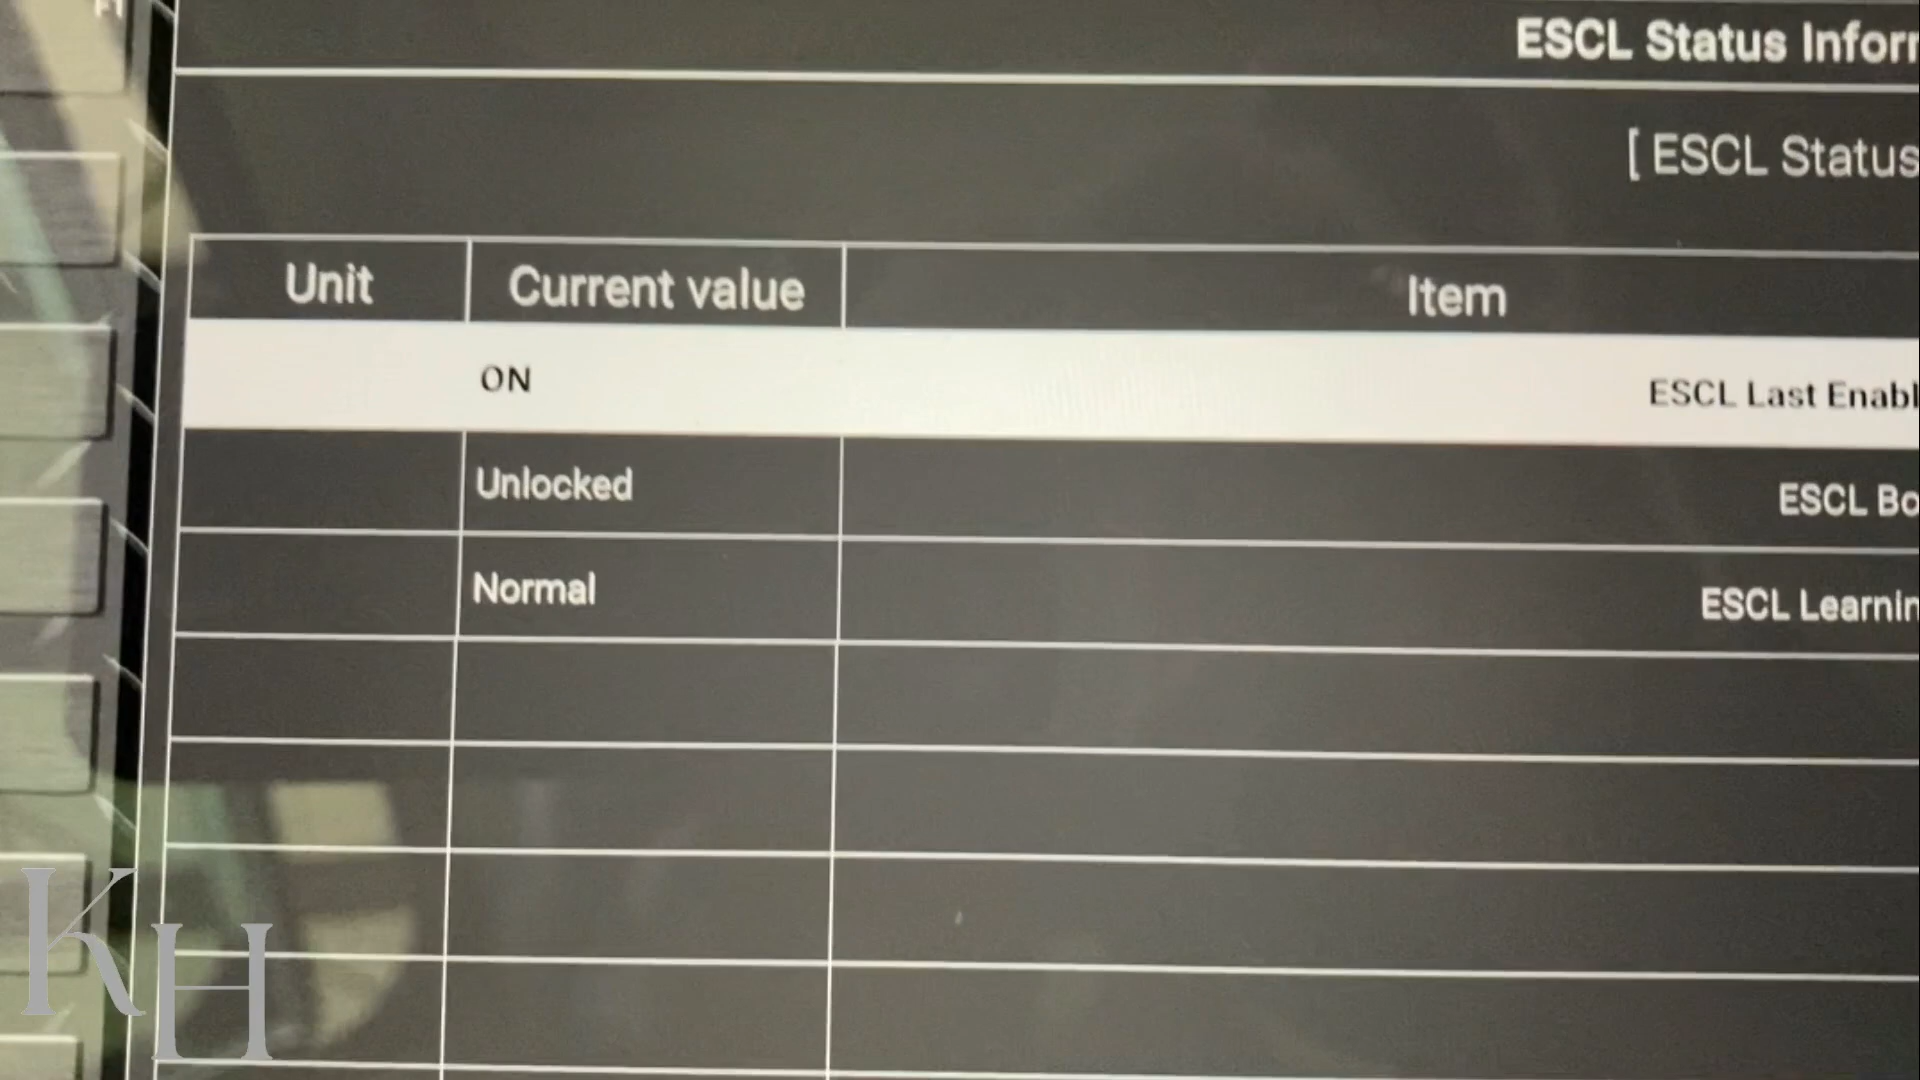 F1
ESCL Status Infor
[ ESCL Status
Unit Current value Item
ON ESCL Last Enabl
Unlocked ESCL Bo
Normal ESCL Learnin
KH